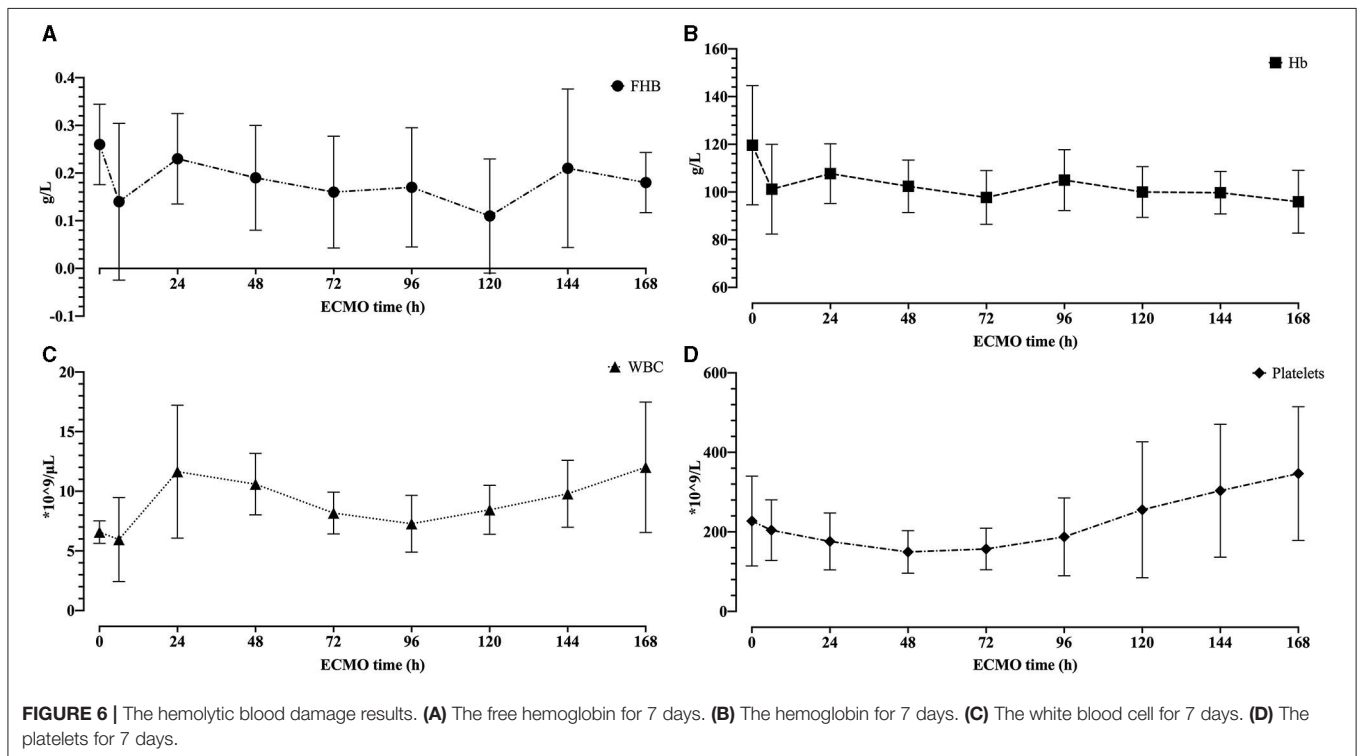 A
FHB
0.4
0.3
0.2
0.1
0.0
-0.1
g/L
24 48 72 96 120 144 168
ECMO time (h)
B
Hb
160
140
120
100
80
60
g/L
0 24 48 72 96 120 144 168
ECMO time (h)
C
WBC
20
15
10
5
0
*10^9/μL
0 24 48 72 96 120 144 168
ECMO time (h)
D
Platelets
600
400
200
0
*10^9/L
0 24 48 72 96 120 144 168
ECMO time (h)
FIGURE 6 | The hemolytic blood damage results. (A) The free hemoglobin for 7 days. (B) The hemoglobin for 7 days. (C) The white blood cell for 7 days. (D) The
platelets for 7 days.